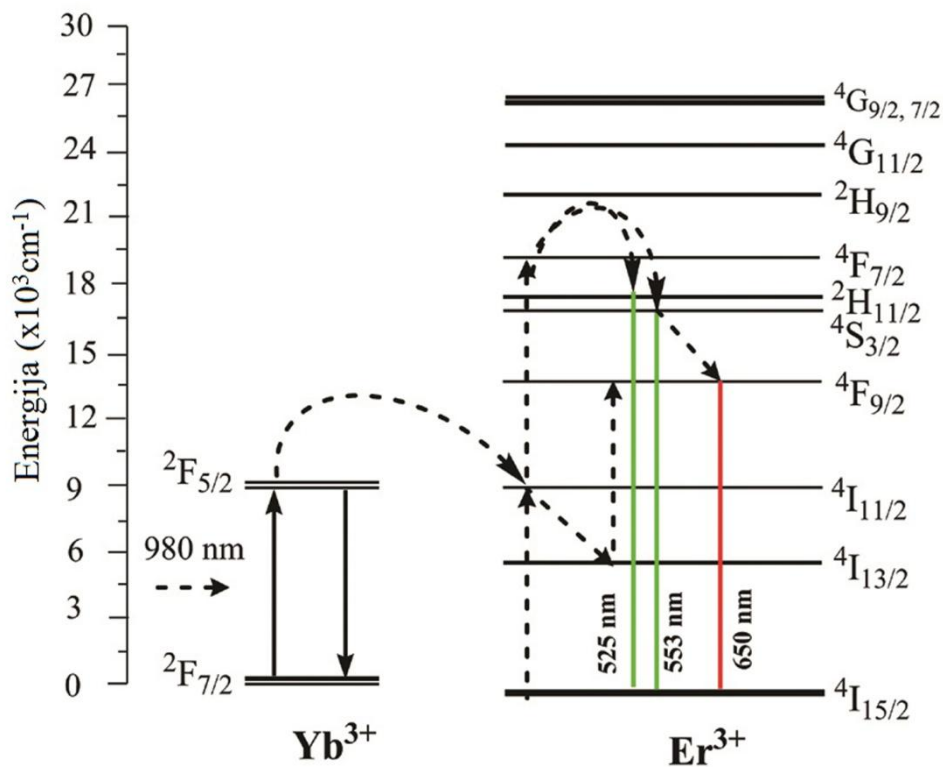 Energija (x10³cm⁻¹)
30
27
24
21
18
15
12
9
6
3
0
²F₅/₂
980 nm
²F₇/₂
Yb³⁺
⁴G₉/₂, ₇/₂
⁴G₁₁/₂
²H₉/₂
⁴F₇/₂
²H₁₁/₂
⁴S₃/₂
⁴F₉/₂
⁴I₁₁/₂
⁴I₁₃/₂
⁴I₁₅/₂
525 nm
553 nm
650 nm
Er³⁺